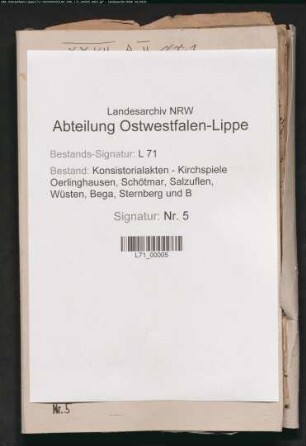 Landesarchiv NRW
Abteilung Ostwestfalen-Lippe
Bestands-Signatur: L 71
Bestand: Konsistorialakten - Kirchspiele
Oerlinghausen, Schötmar, Salzuflen,
Wüsten, Bega, Sternberg und B
Signatur: Nr. 5
L71_00005
Nr. 5